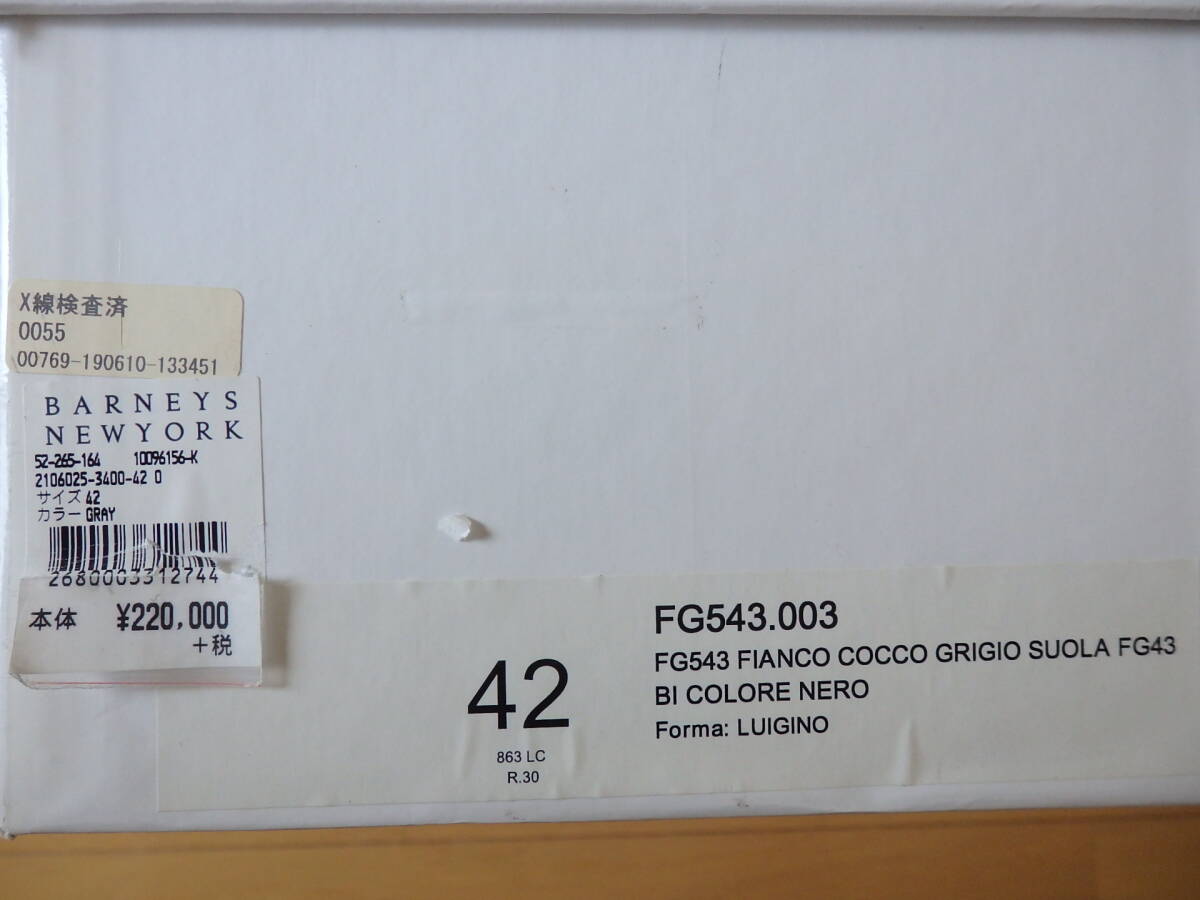 X線検査済
0055
00769-190610-133451
BARNEYS
NEWYORK
52-265-164 10096156-K
2106025-3400-42 0
サイズ 42
カラー GRAY
2680003312744
本体 ¥220,000
+税
42
863 LC
R.30
FG543.003
FG543 FIANCO COCCO GRIGIO SUOLA FG43
BI COLORE NERO
Forma: LUIGINO